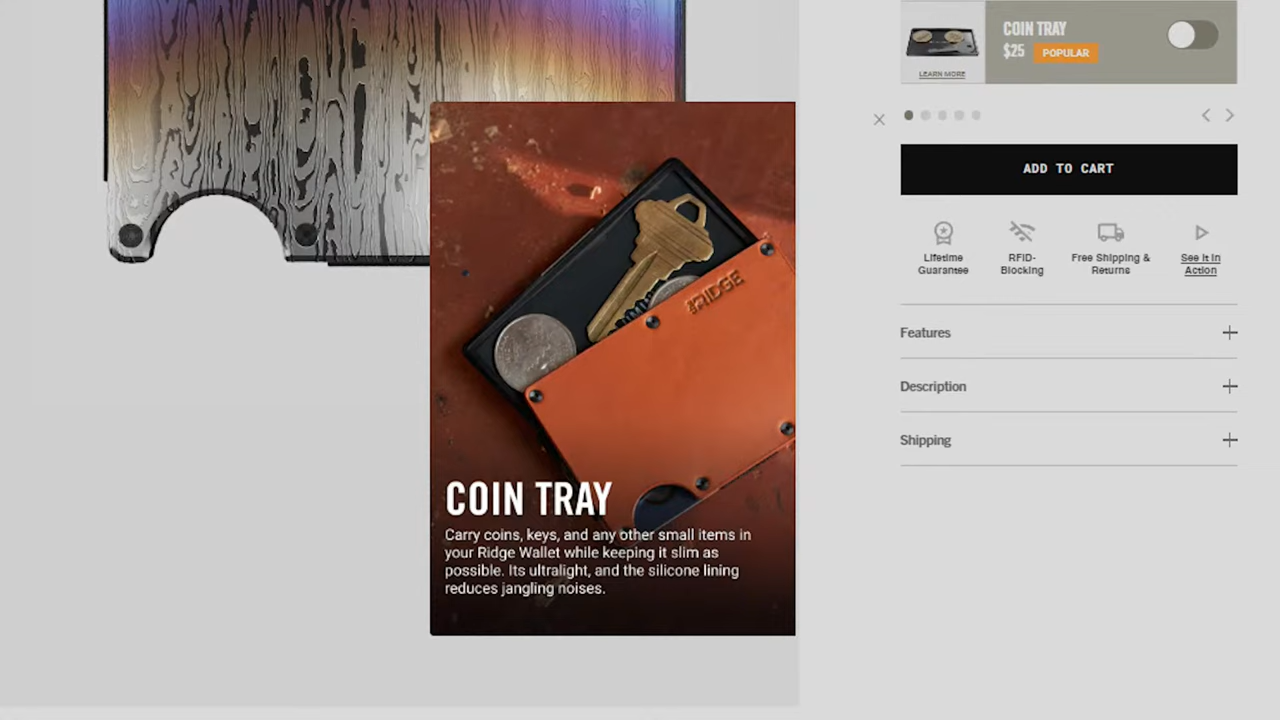 COIN TRAY
$25 POPULAR
LEARN MORE
ADD TO CART
Lifetime
Guarantee
RFID-
Blocking
Free Shipping &
Returns
See It In
Action
Features
Description
Shipping
RIDGE
COIN TRAY
Carry coins, keys, and any other small items in
your Ridge Wallet while keeping it slim as
possible. Its ultralight, and the silicone lining
reduces jangling noises.